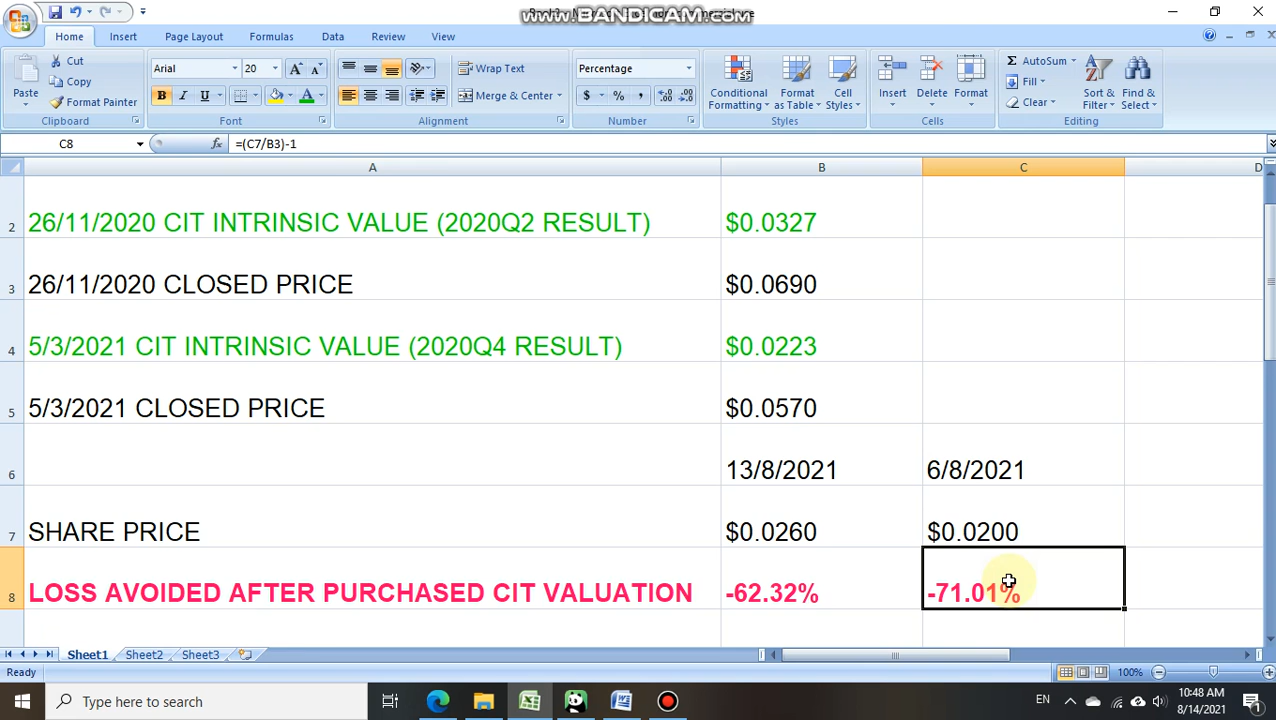 www.BANDICAM.com
Home Insert Page Layout Formulas Data Review View
Paste
Cut
Copy
Format Painter
Clipboard
Arial 20
Font
Wrap Text
Merge & Center
Alignment
Percentage
Number
Conditional Formatting
Format as Table
Cell Styles
Styles
Insert
Delete
Format
Cells
AutoSum
Fill
Clear
Sort & Filter
Find & Select
Editing
C8 fx =(C7/B3)-1
A B C D
2 26/11/2020 CIT INTRINSIC VALUE (2020Q2 RESULT) $0.0327
3 26/11/2020 CLOSED PRICE $0.0690
4 5/3/2021 CIT INTRINSIC VALUE (2020Q4 RESULT) $0.0223
5 5/3/2021 CLOSED PRICE $0.0570
6 13/8/2021 6/8/2021
7 SHARE PRICE $0.0260 $0.0200
8 LOSS AVOIDED AFTER PURCHASED CIT VALUATION -62.32% -71.01%
Sheet1 Sheet2 Sheet3
Ready 100%
Type here to search
EN
10:48 AM
8/14/2021
1